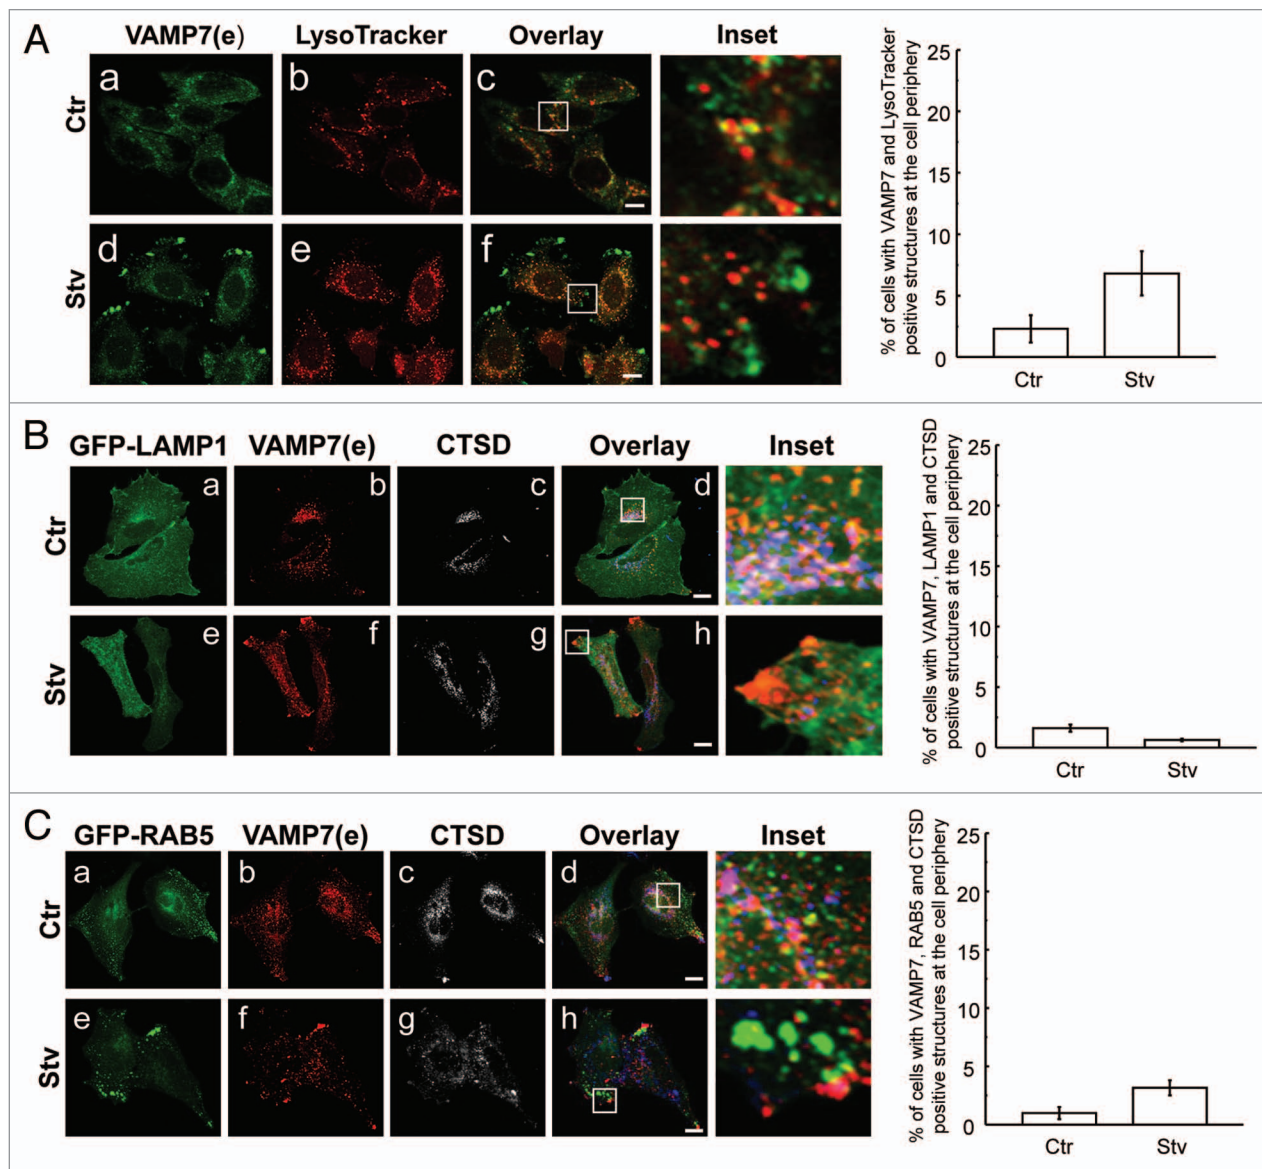 A
VAMP7(e) LysoTracker Overlay Inset
Ctr
a b c
Stv
d e f
% of cells with VAMP7 and LysoTracker
positive structures at the cell periphery
25
20
15
10
5
0
Ctr Stv
B
GFP-LAMP1 VAMP7(e) CTSD Overlay Inset
Ctr
a b c d
Stv
e f g h
% of cells with VAMP7, LAMP1 and CTSD
positive structures at the cell periphery
25
20
15
10
5
0
Ctr Stv
C
GFP-RAB5 VAMP7(e) CTSD Overlay Inset
Ctr
a b c d
Stv
e f g h
% of cells with VAMP7, RAB5 and CTSD
positive structures at the cell periphery
25
20
15
10
5
0
Ctr Stv